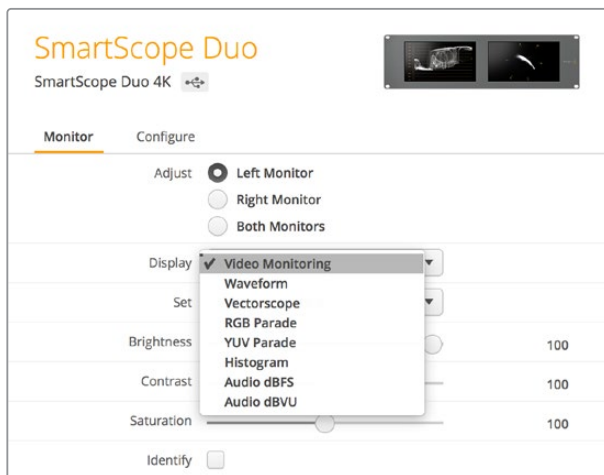 SmartScope Duo
SmartScope Duo 4K
Monitor Configure
Adjust Left Monitor
Right Monitor
Both Monitors
Display ✓ Video Monitoring
Waveform
Set Vectorscope
RGB Parade
Brightness YUV Parade 100
Histogram
Contrast Audio dBFS 100
Audio dBVU
Saturation 100
Identify